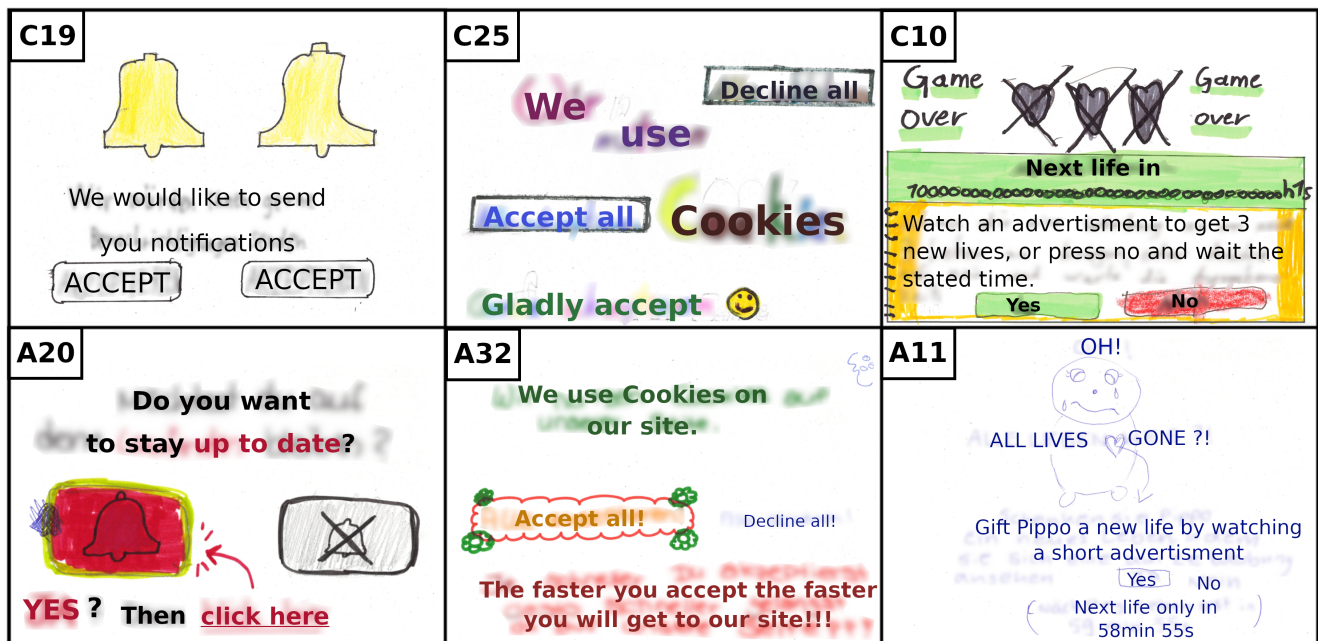 C19
We would like to send
you notifications
ACCEPT ACCEPT
C25
We
use
Decline all
Accept all
Cookies
Gladly accept
C10
Game
over
Game
over
Next life in
h 1s
Watch an advertisment to get 3
new lives, or press no and wait the
stated time.
Yes No
A20
Do you want
to stay up to date?
YES ? Then click here
A32
We use Cookies on
our site.
Accept all! Decline all!
The faster you accept the faster
you will get to our site!!!
A11
OH!
ALL LIVES GONE ?!
Gift Pippo a new life by watching
a short advertisment
Yes No
( Next life only in )
58min 55s